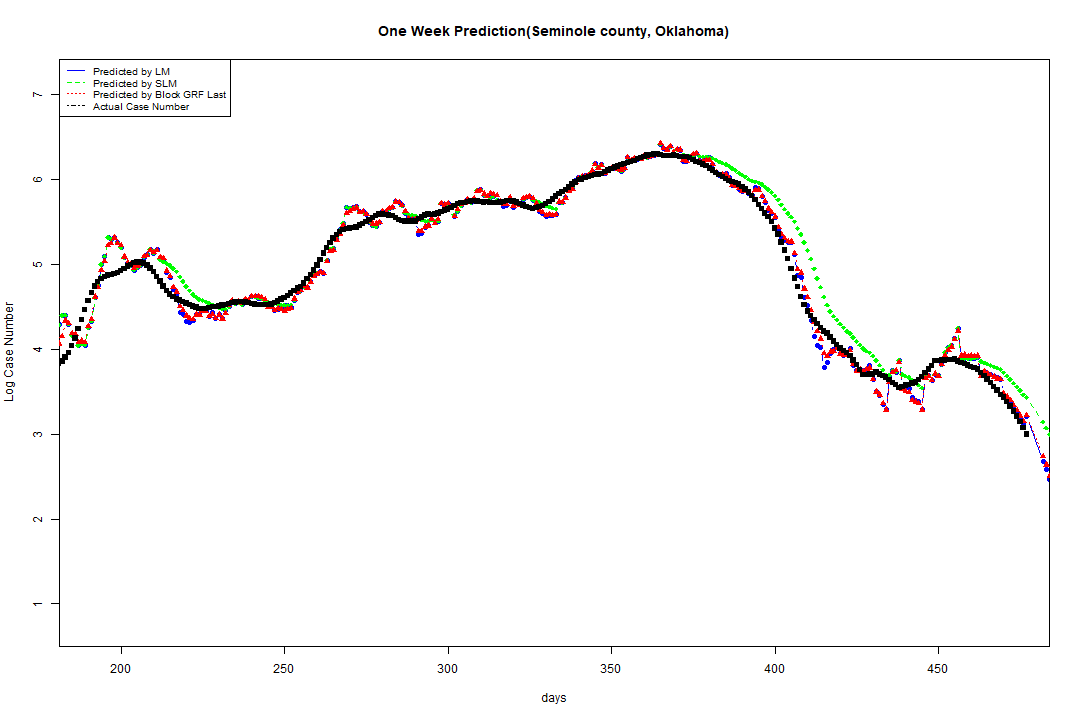 One Week Prediction(Seminole county, Oklahoma)
Predicted by LM
Predicted by SLM
Predicted by Block GRF Last
Actual Case Number
7
6
5
4
3
2
1
Log Case Number
200 250 300 350 400 450
days